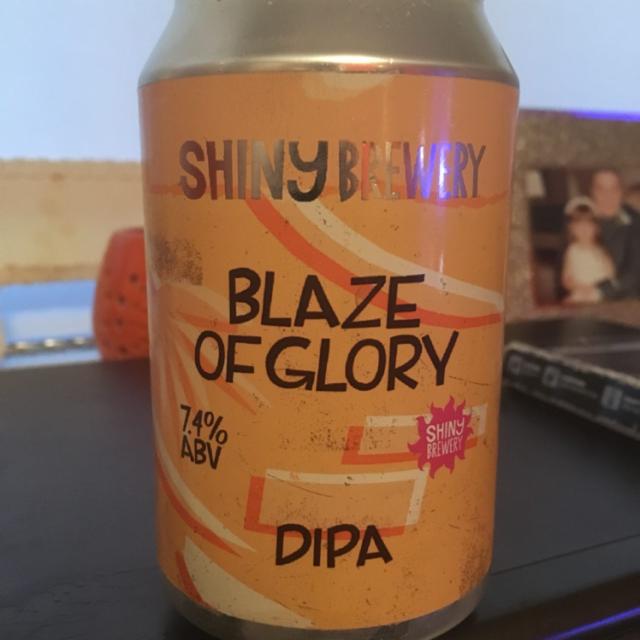 SHINY BREWERY
BLAZE
OF GLORY
7.4%
ABV
SHINY
BREWERY
DIPA